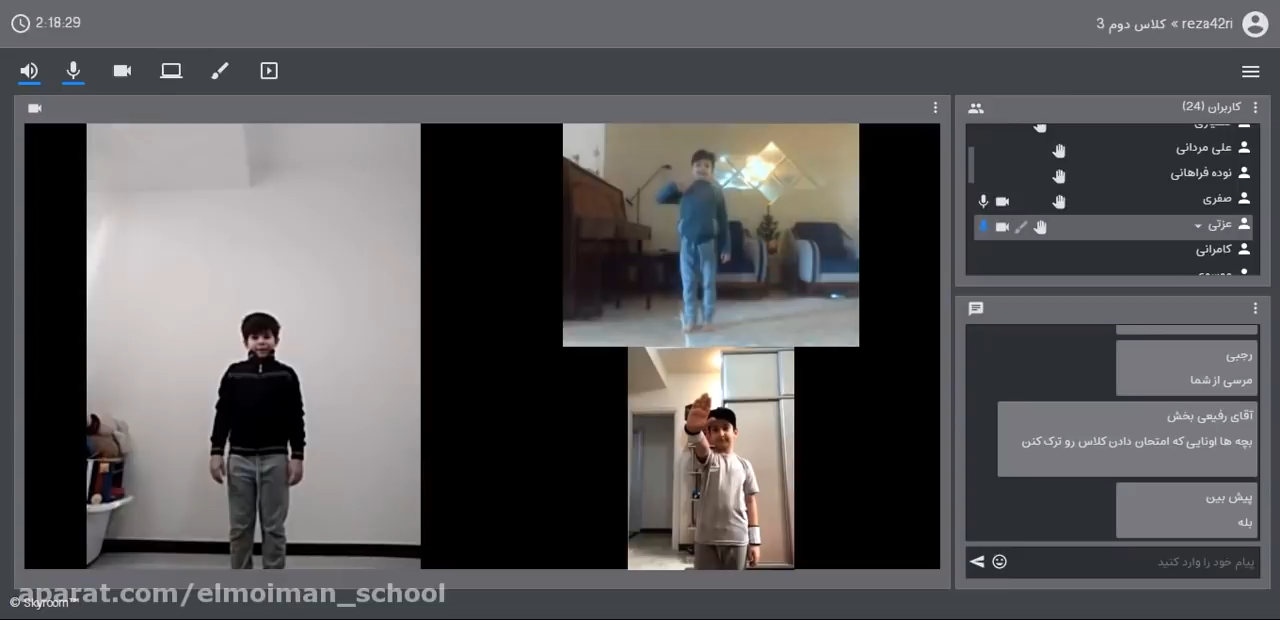 2:18:29
reza42ri » کلاس دوم 3
کاربران (24)
علی مردانی
نوده فراهانی
صفری
عزتی
کامرانی
موسوی
رجبی
مرسی از شما
آقای رفیعی بخش
بچه ها اونایی که امتحان دادن کلاس رو ترک کنن
پیش بین
بله
پیام خود را وارد کنید
aparat.com/elmoiman_school
© Skyroom™